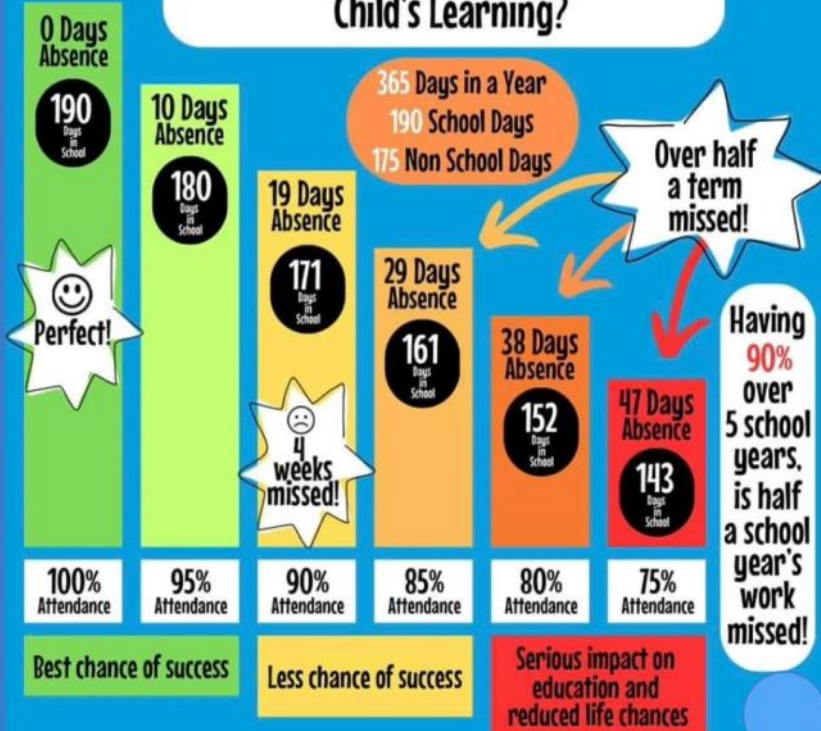 Child's Learning?
0 Days
Absence
190
Days
in
School
Perfect!
100%
Attendance
10 Days
Absence
180
Days
in
School
95%
Attendance
Best chance of success
365 Days in a Year
190 School Days
175 Non School Days
19 Days
Absence
171
Days
in
School
4
weeks
missed!
90%
Attendance
29 Days
Absence
161
Days
in
School
85%
Attendance
Less chance of success
Over half
a term
missed!
38 Days
Absence
152
Days
in
School
80%
Attendance
47 Days
Absence
143
Days
in
School
75%
Attendance
Serious impact on
education and
reduced life chances
Having
90%
over
5 school
years,
is half
a school
year's
work
missed!